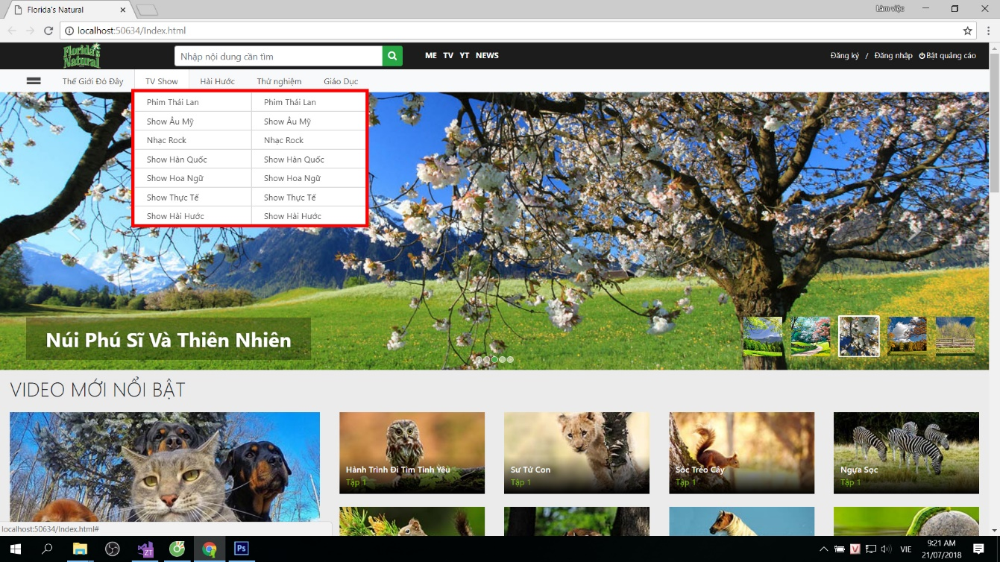 Florida's Natural
Làm việc
localhost:50634/Index.html
Florida's Natural
Nhập nội dung cần tìm
ME TV YT NEWS
Đăng ký / Đăng nhập Bật quảng cáo
Thế Giới Đó Đây TV Show Hài Hước Thử nghiệm Giáo Dục
Phim Thái Lan Phim Thái Lan
Show Âu Mỹ Show Âu Mỹ
Nhạc Rock Nhạc Rock
Show Hàn Quốc Show Hàn Quốc
Show Hoa Ngữ Show Hoa Ngữ
Show Thực Tế Show Thực Tế
Show Hài Hước Show Hài Hước
Núi Phú Sĩ Và Thiên Nhiên
VIDEO MỚI NỔI BẬT
Hành Trình Đi Tìm Tình Yêu
Tập 1
Sư Tử Con
Tập 1
Sóc Trèo Cây
Tập 1
Ngựa Sọc
Tập 1
localhost:50634/Index.html#
ZT
Ps
V
VIE
9:21 AM
21/07/2018